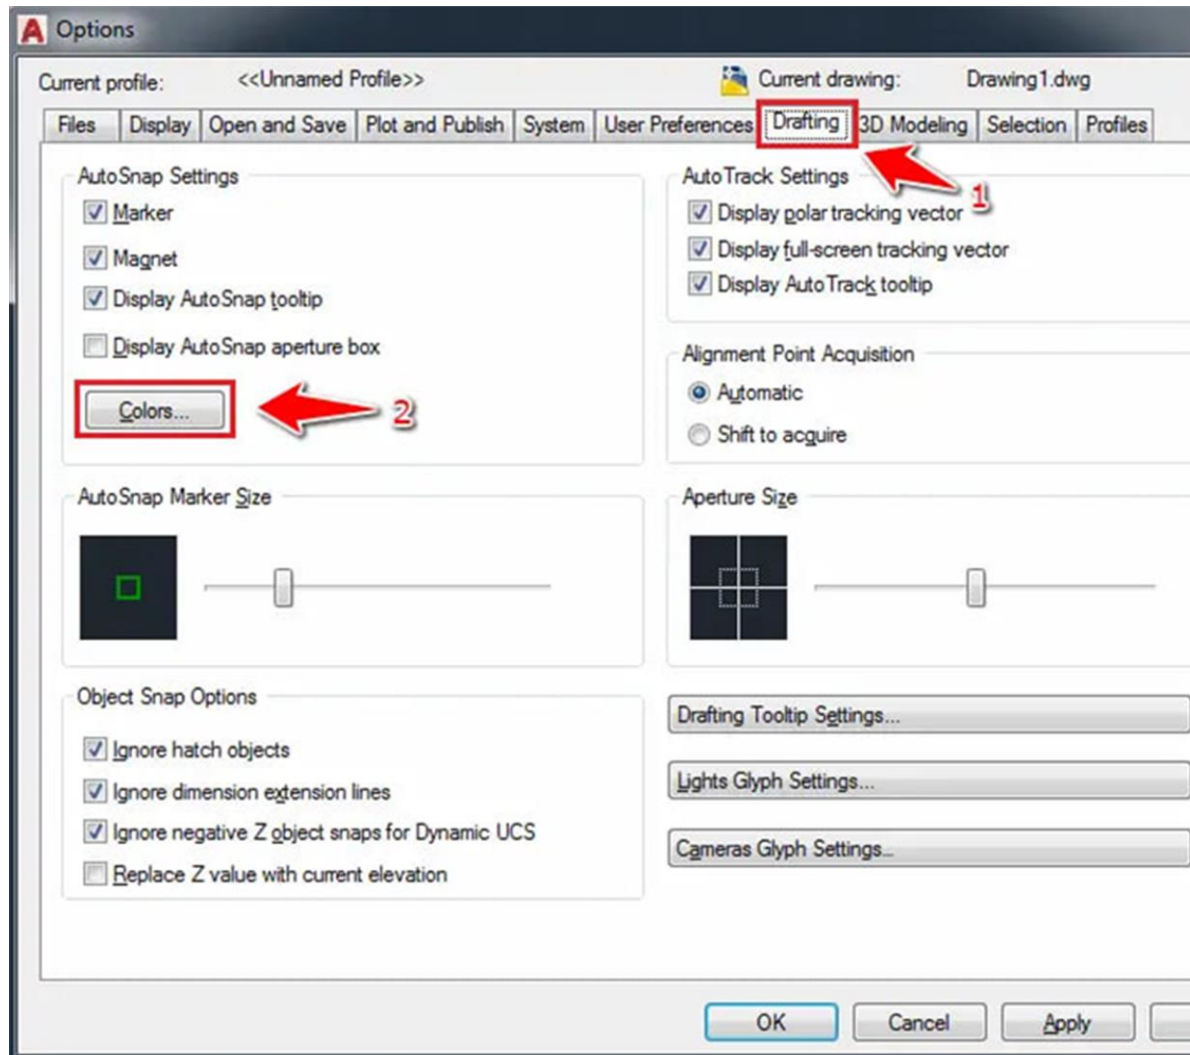 Options
Current profile: <<Unnamed Profile>> Current drawing: Drawing1.dwg
Files Display Open and Save Plot and Publish System User Preferences Drafting 3D Modeling Selection Profiles
1
AutoSnap Settings
Marker
Magnet
Display AutoSnap tooltip
Display AutoSnap aperture box
Colors...
2
AutoTrack Settings
Display polar tracking vector
Display full-screen tracking vector
Display AutoTrack tooltip
Alignment Point Acquisition
Automatic
Shift to acquire
AutoSnap Marker Size
Aperture Size
Object Snap Options
Ignore hatch objects
Ignore dimension extension lines
Ignore negative Z object snaps for Dynamic UCS
Replace Z value with current elevation
Drafting Tooltip Settings...
Lights Glyph Settings...
Cameras Glyph Settings...
OK Cancel Apply